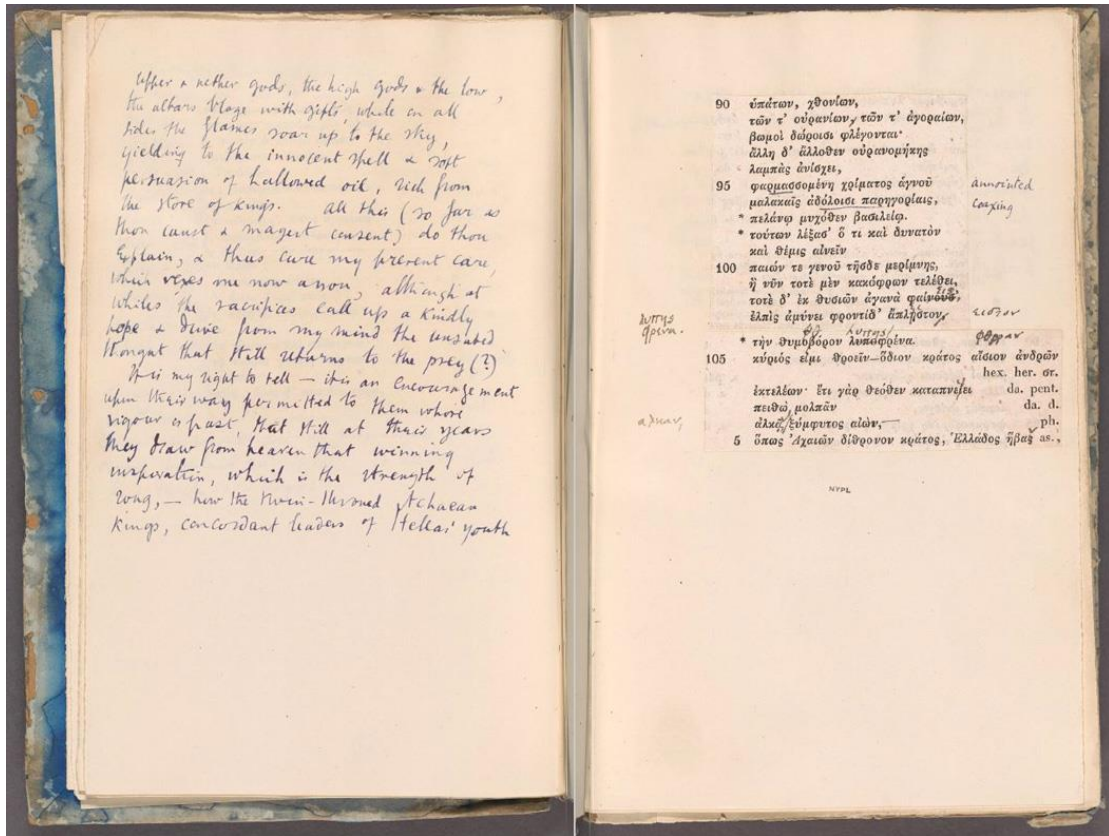 upper & nether gods, the high gods & the low,
the altars blaze with gifts, while on all
sides the flames soar up to the sky,
yielding to the innocent spell & soft
persuasion of hallowed oil, rich from
the store of kings. All this (so far as
thou canst & mayest consent) do thou
explain, & thus cure my present care,
which vexes me now anon, although at
whiles the sacrifices call up a kindly
hope & drive from my mind the unsated
thought that still returns to the prey (?)
It is my right to tell — it is an encouragement
upon their way permitted to them whose
vigour is past, that still at their years
they draw from heaven that winning
inspiration, which is the strength of
song, — how the twin-throned Achaean
Kings, concordant leaders of Hellas' youth
90 ὑπάτων, χθονίων,
τῶν τ' οὐρανίων, τῶν τ' ἀγοραίων,
βωμοὶ δώροισι φλέγονται·
ἄλλη δ' ἄλλοθεν οὐρανομήκης
λαμπὰς ἀνίσχει,
95 φαρμασσομένη χρίματος ἁγνοῦ annointed
μαλακαῖς ἀδόλοισι παρηγορίαις, coaxing
* πελάνῳ μυχόθεν βασιλείῳ.
* τούτων λέξασ' ὅ τι καὶ δυνατὸν
καὶ θέμις αἰνεῖν
100 παιών τε γενοῦ τῆσδε μερίμνης,
ἣ νῦν τοτὲ μὲν κακόφρων τελέθει,
τοτὲ δ' ἐκ θυσιῶν ἀγανὰ
ἐλπὶς ἀμύνει φροντίδ'
λυπης
φρενα.
* τὴν θυμοβόρον
105 κύριός εἰμι θροεῖν—ὅδιον κράτος αἴσιον ἀνδρῶν
hex. her. σr.
ἐκτελέων· ἔτι γὰρ θεόθεν καταπνείει da. pent.
πειθώ, μολπᾶν da. d.
αλκαν, ξύμφυτος αἰών,— ph.
5 ὅπως Ἀχαιῶν δίθρονον κράτος, Ἑλλάδος ἥβας as.,
NYPL